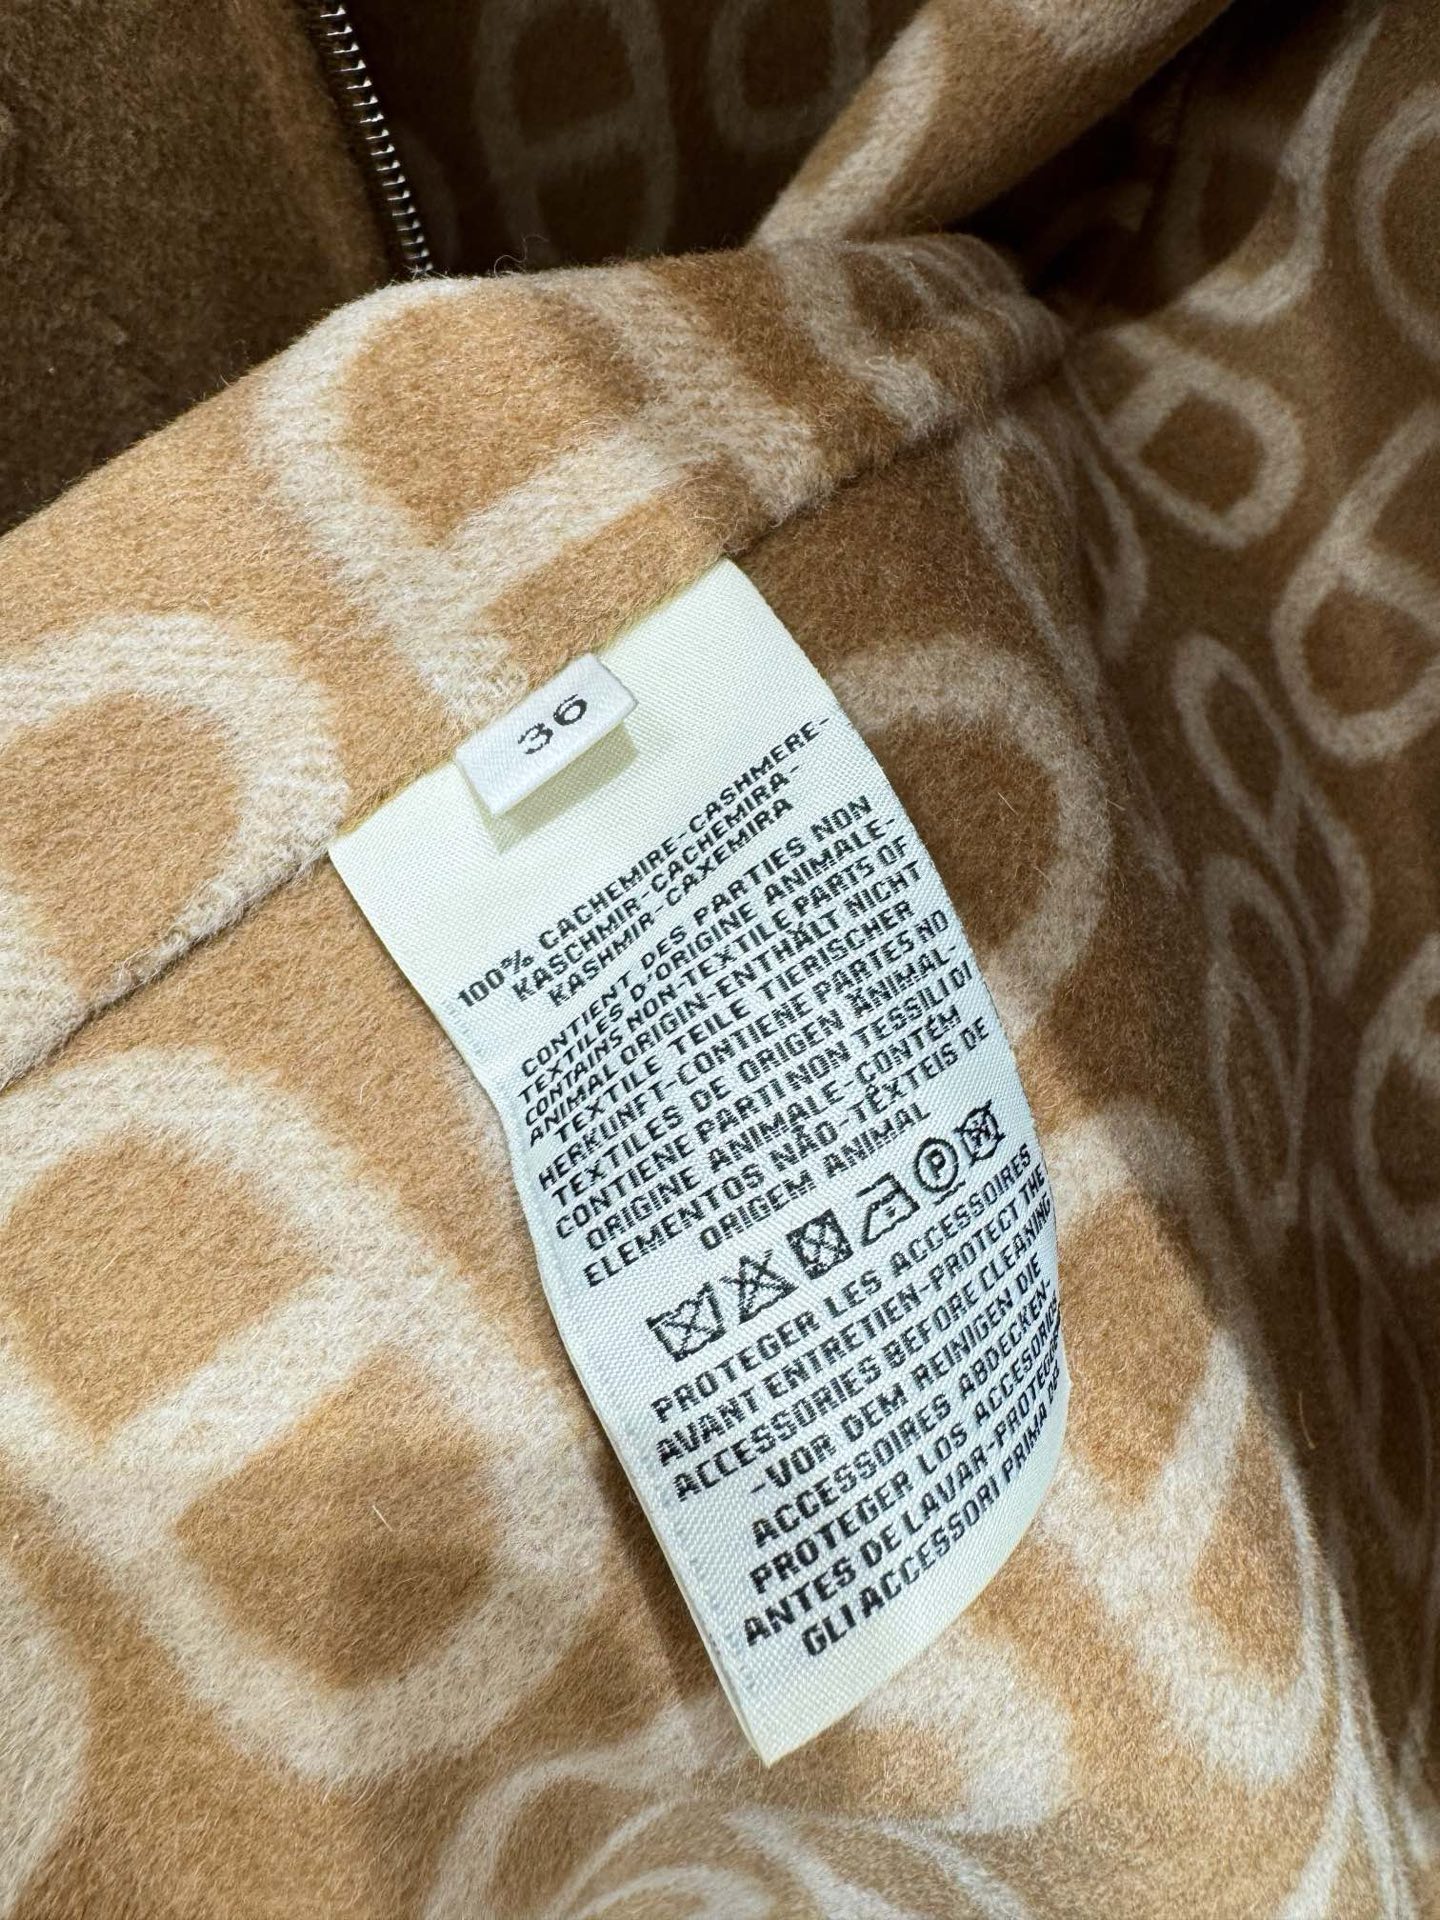 36
100% CACHEMIRE-CASHMERE-
KASCHMIR-CACHEMIRA-
KASHMIR-CAXEMIRA
CONTIENT DES PARTIES NON
TEXTILES D'ORIGINE ANIMALE-
CONTAINS NON-TEXTILE PARTS OF
ANIMAL ORIGIN-ENTHÄLT NICHT
TEXTILE TEILE TIERISCHER
HERKUNFT-CONTIENE PARTES NO
TEXTILES DE ORIGEN ANIMAL-
CONTIENE PARTI NON TESSILI DI
ORIGINE ANIMALE-CONTÉM
ELEMENTOS NÃO-TÊXTEIS DE
ORIGEM ANIMAL
P W
PROTEGER LES ACCESSOIRES
AVANT ENTRETIEN-PROTECT THE
ACCESSORIES BEFORE CLEANING
-VOR DEM REINIGEN DIE
ACCESSOIRES ABDECKEN-
PROTEGER LOS ACCESORIOS
ANTES DE LAVAR-PROTEGGERE
GLI ACCESSORI PRIMA DEL